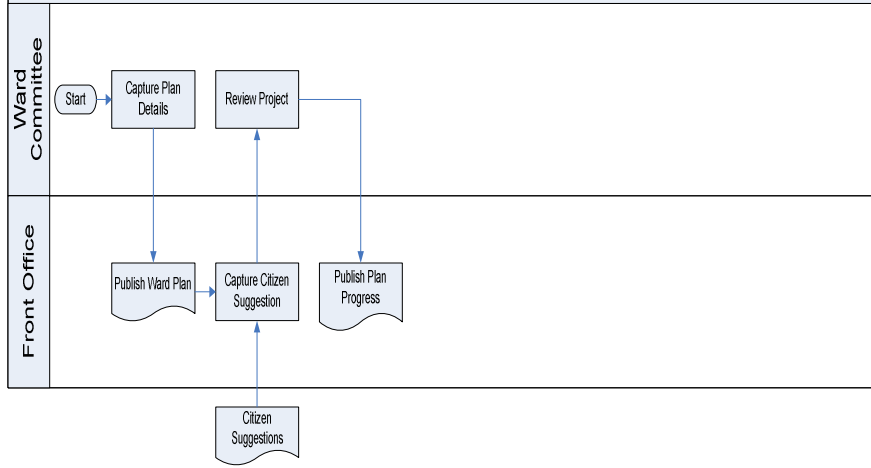 Ward
Committee
Start
Capture Plan
Details
Review Project
Front Office
Publish Ward Plan
Capture Citizen
Suggestion
Publish Plan
Progress
Citizen
Suggestions